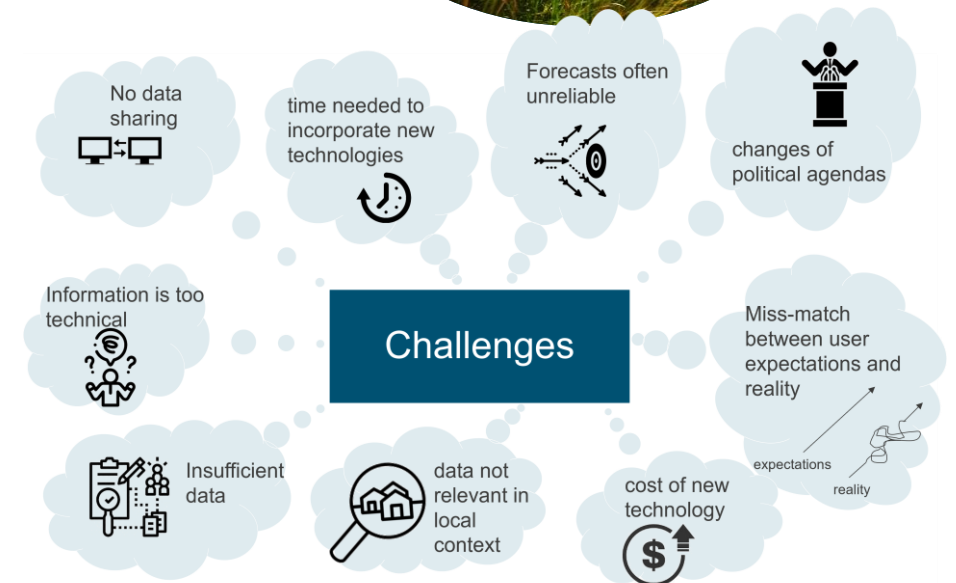 No data
sharing
time needed to
incorporate new
technologies
Forecasts often
unreliable
changes of
political agendas
Information is too
technical
? ?
Challenges
Miss-match
between user
expectations and
reality
expectations
reality
Insufficient
data
data not
relevant in
local
context
cost of new
technology
$